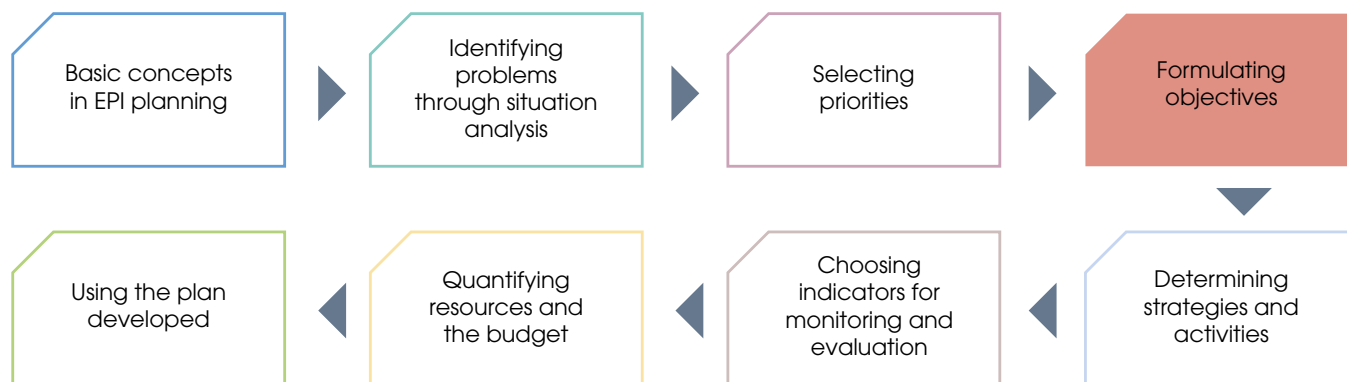 Basic concepts
in EPI planning
Identifying
problems
through situation
analysis
Selecting
priorities
Formulating
objectives
Determining
strategies and
activities
Choosing
indicators for
monitoring and
evaluation
Quantifying
resources and
the budget
Using the plan
developed